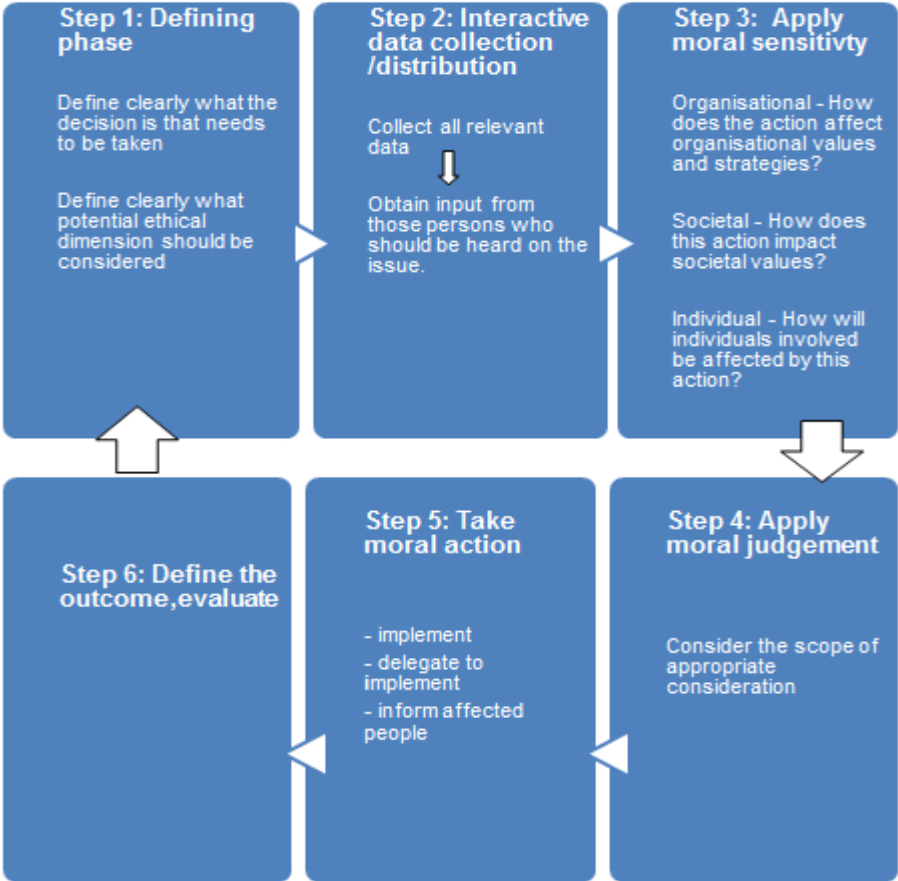 Step 1: Defining
phase
Define clearly what the
decision is that needs
to be taken
Define clearly what
potential ethical
dimension should be
considered
Step 2: Interactive
data collection
/distribution
Collect all relevant
data
Obtain input from
those persons who
should be heard on the
issue.
Step 3: Apply
moral sensitivty
Organisational - How
does the action affect
organisational values
and strategies?
Societal - How does
this action impact
societal values?
Individual - How will
individuals involved
be affected by this
action?
Step 4: Apply
moral judgement
Consider the scope of
appropriate
consideration
Step 5: Take
moral action
- implement
- delegate to
implement
- inform affected
people
Step 6: Define the
outcome,evaluate